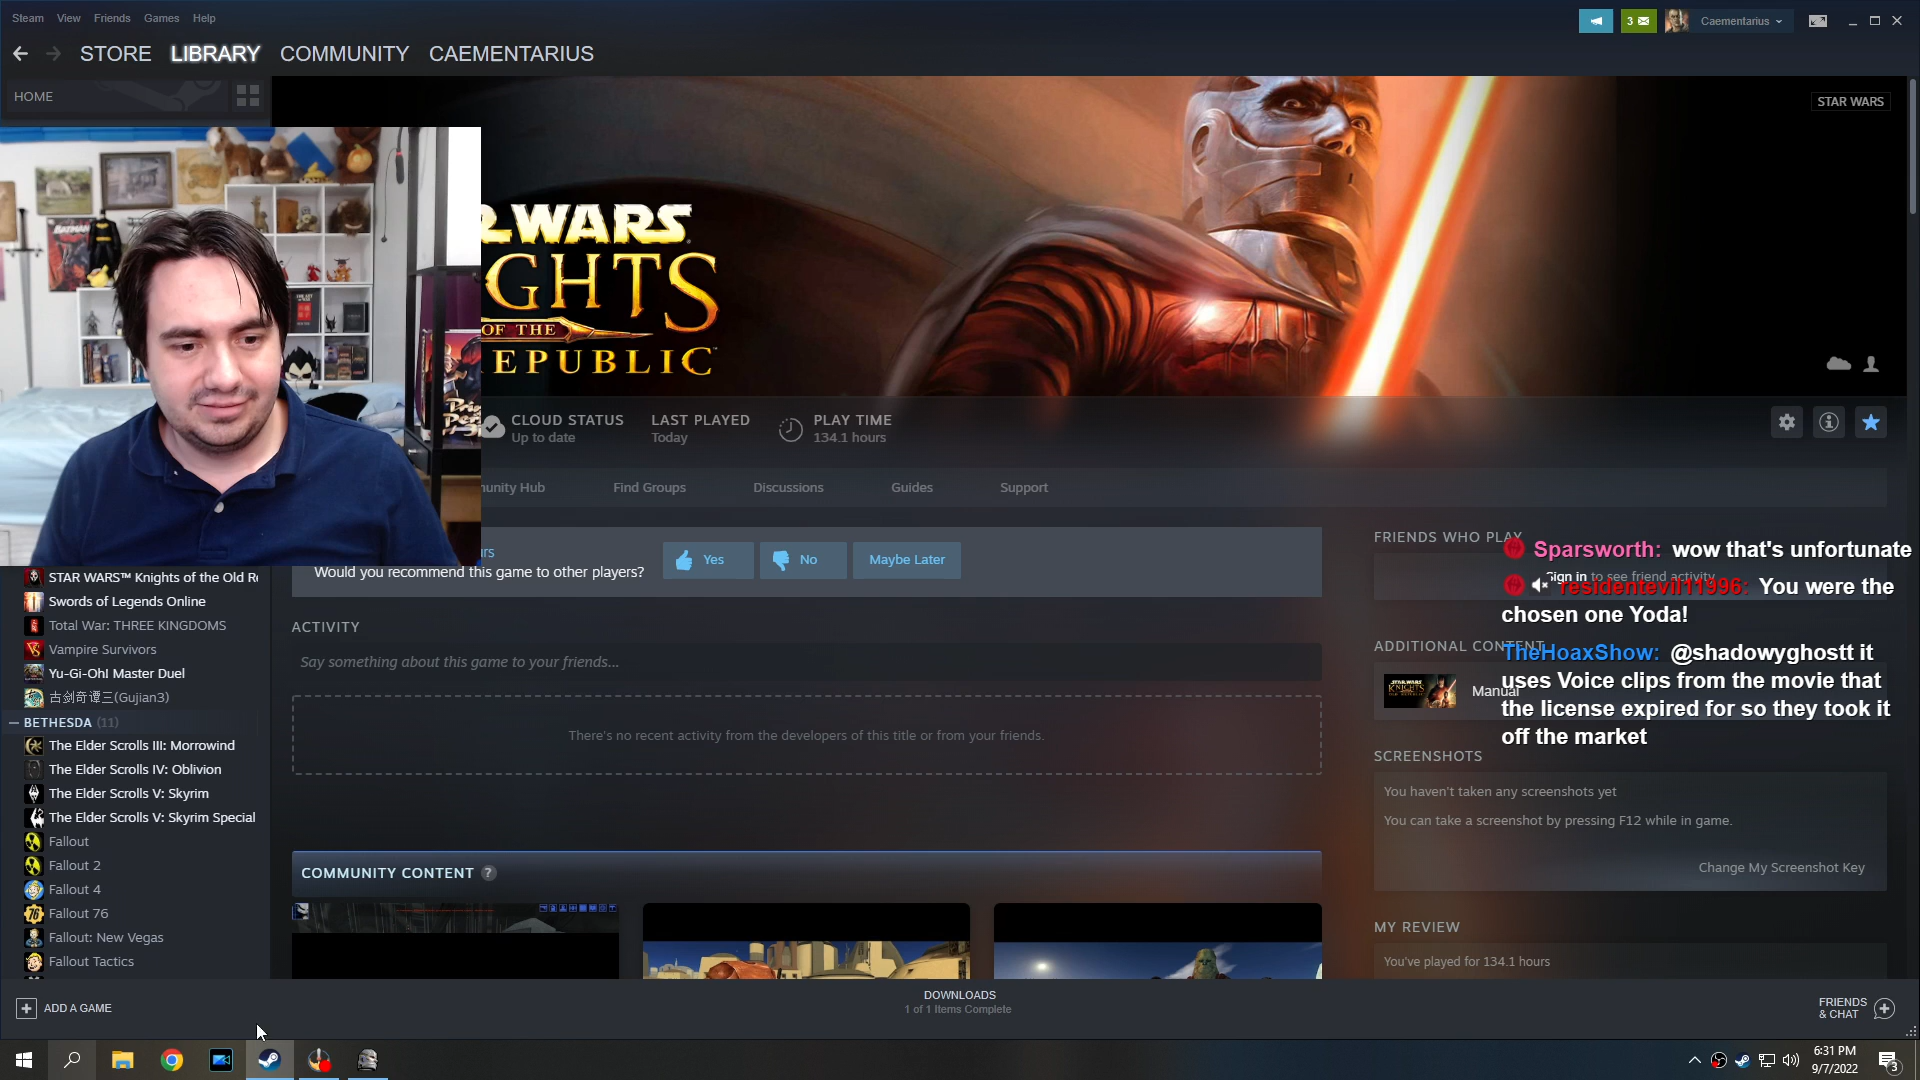 Steam View Friends Games Help
3 Caementarius
STORE LIBRARY COMMUNITY CAEMENTARIUS
HOME
STAR WARS
R WARS
GHTS
OF THE
EPUBLIC
BATMAN
CLOUD STATUS
Up to date
LAST PLAYED
Today
PLAY TIME
134.1 hours
unity Hub Find Groups Discussions Guides Support
rs
Would you recommend this game to other players?
Yes No Maybe Later
FRIENDS WHO PLAY
Sign in to see friend activity
Sparsworth: wow that's unfortunate
residentevil11996: You were the
chosen one Yoda!
TheHoaxShow: @shadowyghostt it
uses Voice clips from the movie that
the license expired for so they took it
off the market
STAR WARS™ Knights of the Old Re
Swords of Legends Online
Total War: THREE KINGDOMS
Vampire Survivors
Yu-Gi-Oh! Master Duel
古剑奇谭三(Gujian3)
BETHESDA (11)
The Elder Scrolls III: Morrowind
The Elder Scrolls IV: Oblivion
The Elder Scrolls V: Skyrim
The Elder Scrolls V: Skyrim Special
Fallout
Fallout 2
Fallout 4
Fallout 76
Fallout: New Vegas
Fallout Tactics
ACTIVITY
Say something about this game to your friends...
There's no recent activity from the developers of this title or from your friends.
COMMUNITY CONTENT ?
ADDITIONAL CONTENT
Manual
SCREENSHOTS
You haven't taken any screenshots yet
You can take a screenshot by pressing F12 while in game.
Change My Screenshot Key
MY REVIEW
You've played for 134.1 hours
ADD A GAME
DOWNLOADS
1 of 1 Items Complete
FRIENDS
& CHAT
6:31 PM
9/7/2022
3